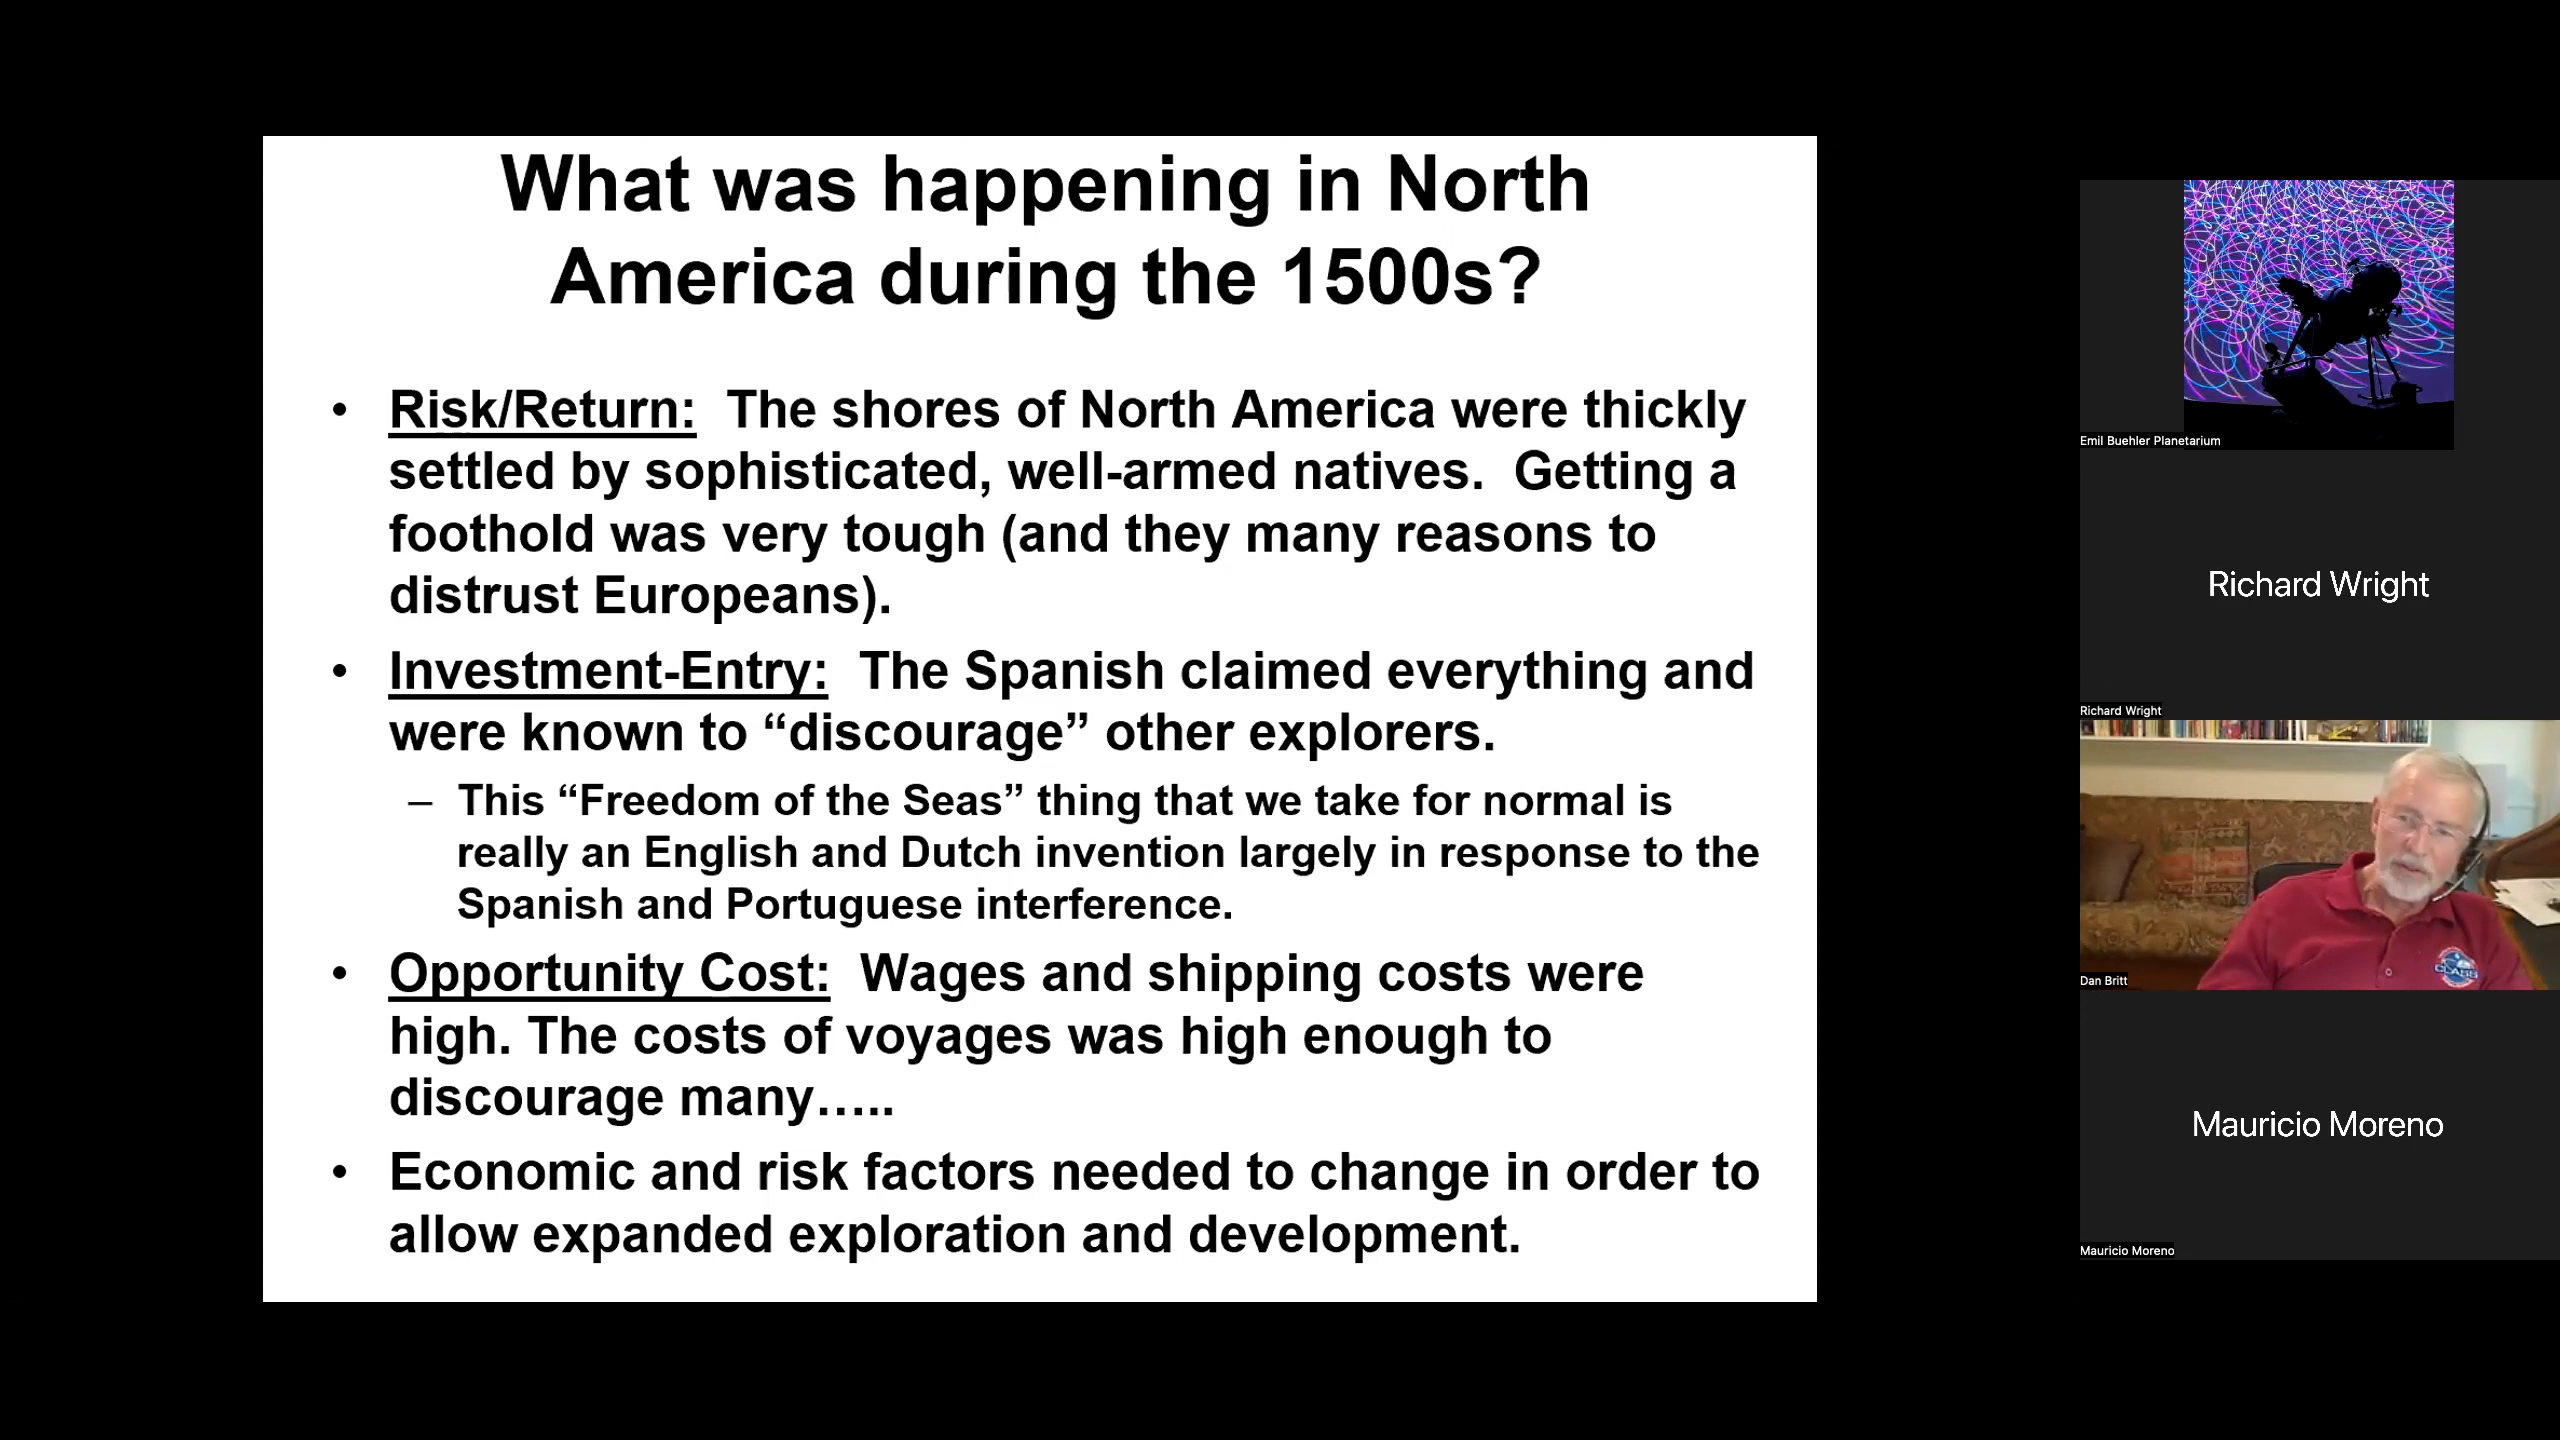 What was happening in North
America during the 1500s?
• Risk/Return: The shores of North America were thickly
settled by sophisticated, well-armed natives. Getting a
foothold was very tough (and they many reasons to
distrust Europeans).
• Investment-Entry: The Spanish claimed everything and
were known to “discourage” other explorers.
– This “Freedom of the Seas” thing that we take for normal is
really an English and Dutch invention largely in response to the
Spanish and Portuguese interference.
• Opportunity Cost: Wages and shipping costs were
high. The costs of voyages was high enough to
discourage many…..
• Economic and risk factors needed to change in order to
allow expanded exploration and development.
Emil Buehler Planetarium
Richard Wright
Richard Wright
CLASS
Dan Britt
Mauricio Moreno
Mauricio Moreno